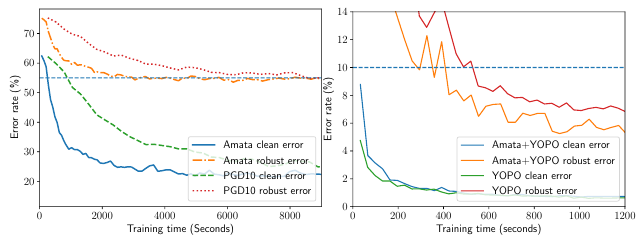 70
60
50
40
30
20
0
2000
4000
6000
8000
Error rate (%)
Training time (Seconds)
Amata clean error
Amata robust error
PGD10 clean error
PGD10 robust error
14
12
10
8
6
4
2
0
0
200
400
600
800
1000
1200
Error rate (%)
Training time (Seconds)
Amata+YOPO clean error
Amata+YOPO robust error
YOPO clean error
YOPO robust error